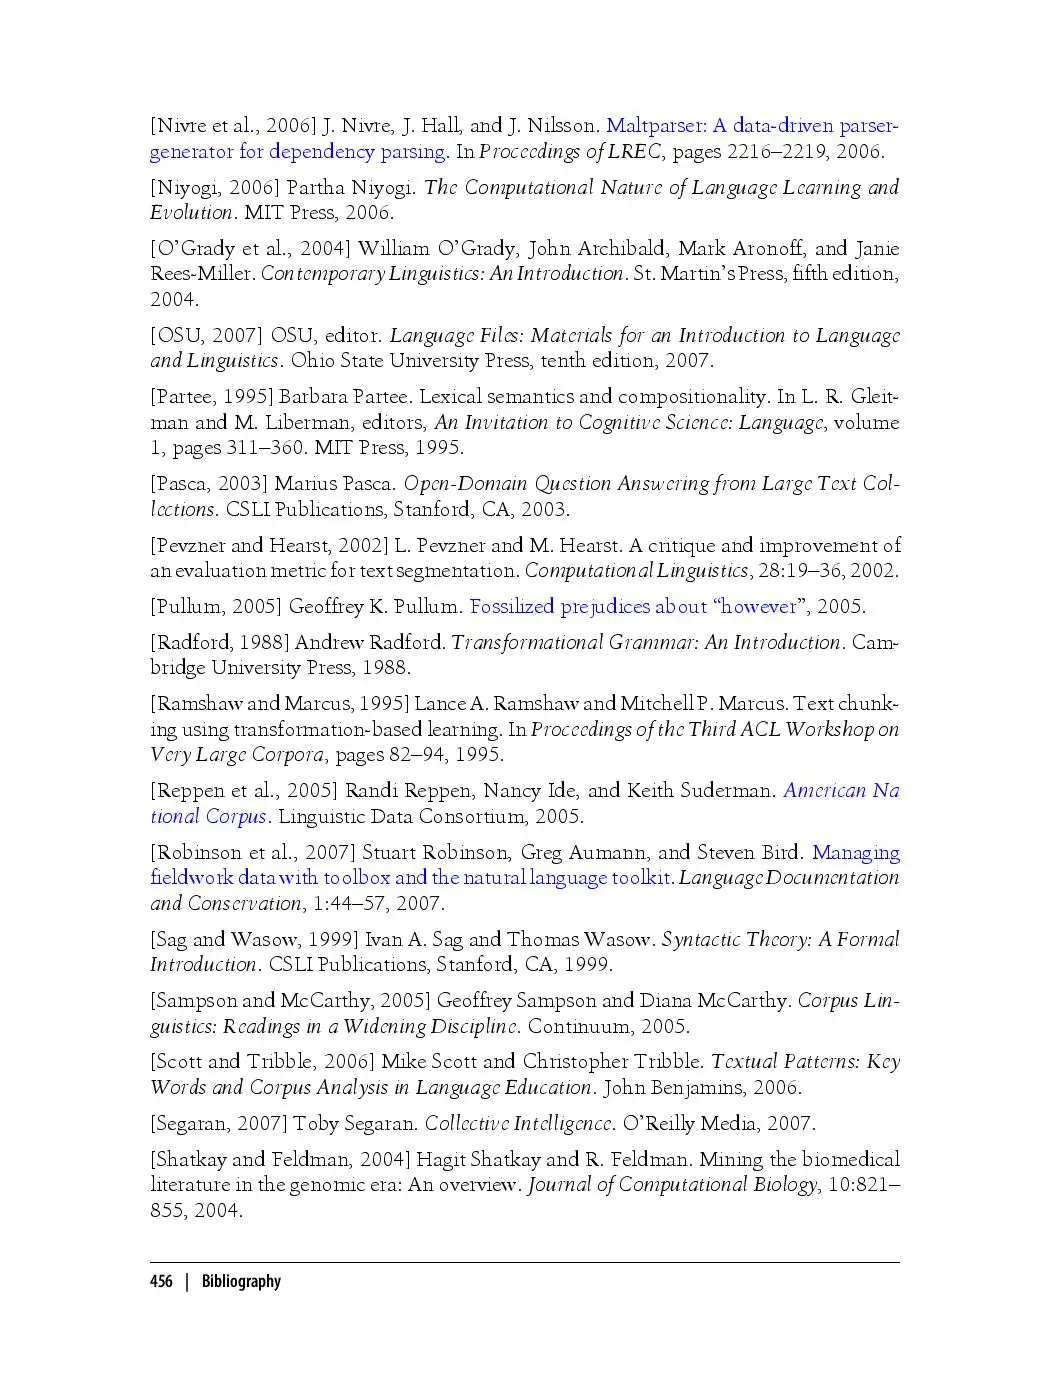 [Nivre et al., 2006] J. Nivre, J. Hall, and J. Nilsson. Maltparser: A data-driven parser-
generator for dependency parsing. In Proceedings of LREC, pages 2216–2219, 2006.
[Niyogi, 2006] Partha Niyogi. The Computational Nature of Language Learning and
Evolution. MIT Press, 2006.
[O’Grady et al., 2004] William O’Grady, John Archibald, Mark Aronoff, and Janie
Rees-Miller. Contemporary Linguistics: An Introduction. St. Martin’s Press, fifth edition,
2004.
[OSU, 2007] OSU, editor. Language Files: Materials for an Introduction to Language
and Linguistics. Ohio State University Press, tenth edition, 2007.
[Partee, 1995] Barbara Partee. Lexical semantics and compositionality. In L. R. Gleit-
man and M. Liberman, editors, An Invitation to Cognitive Science: Language, volume
1, pages 311–360. MIT Press, 1995.
[Pasca, 2003] Marius Pasca. Open-Domain Question Answering from Large Text Col-
lections. CSLI Publications, Stanford, CA, 2003.
[Pevzner and Hearst, 2002] L. Pevzner and M. Hearst. A critique and improvement of
an evaluation metric for text segmentation. Computational Linguistics, 28:19–36, 2002.
[Pullum, 2005] Geoffrey K. Pullum. Fossilized prejudices about “however”, 2005.
[Radford, 1988] Andrew Radford. Transformational Grammar: An Introduction. Cam-
bridge University Press, 1988.
[Ramshaw and Marcus, 1995] Lance A. Ramshaw and Mitchell P. Marcus. Text chunk-
ing using transformation-based learning. In Proceedings of the Third ACL Workshop on
Very Large Corpora, pages 82–94, 1995.
[Reppen et al., 2005] Randi Reppen, Nancy Ide, and Keith Suderman. American Na
tional Corpus. Linguistic Data Consortium, 2005.
[Robinson et al., 2007] Stuart Robinson, Greg Aumann, and Steven Bird. Managing
fieldwork data with toolbox and the natural language toolkit. Language Documentation
and Conservation, 1:44–57, 2007.
[Sag and Wasow, 1999] Ivan A. Sag and Thomas Wasow. Syntactic Theory: A Formal
Introduction. CSLI Publications, Stanford, CA, 1999.
[Sampson and McCarthy, 2005] Geoffrey Sampson and Diana McCarthy. Corpus Lin-
guistics: Readings in a Widening Discipline. Continuum, 2005.
[Scott and Tribble, 2006] Mike Scott and Christopher Tribble. Textual Patterns: Key
Words and Corpus Analysis in Language Education. John Benjamins, 2006.
[Segaran, 2007] Toby Segaran. Collective Intelligence. O’Reilly Media, 2007.
[Shatkay and Feldman, 2004] Hagit Shatkay and R. Feldman. Mining the biomedical
literature in the genomic era: An overview. Journal of Computational Biology, 10:821–
855, 2004.
456 | Bibliography